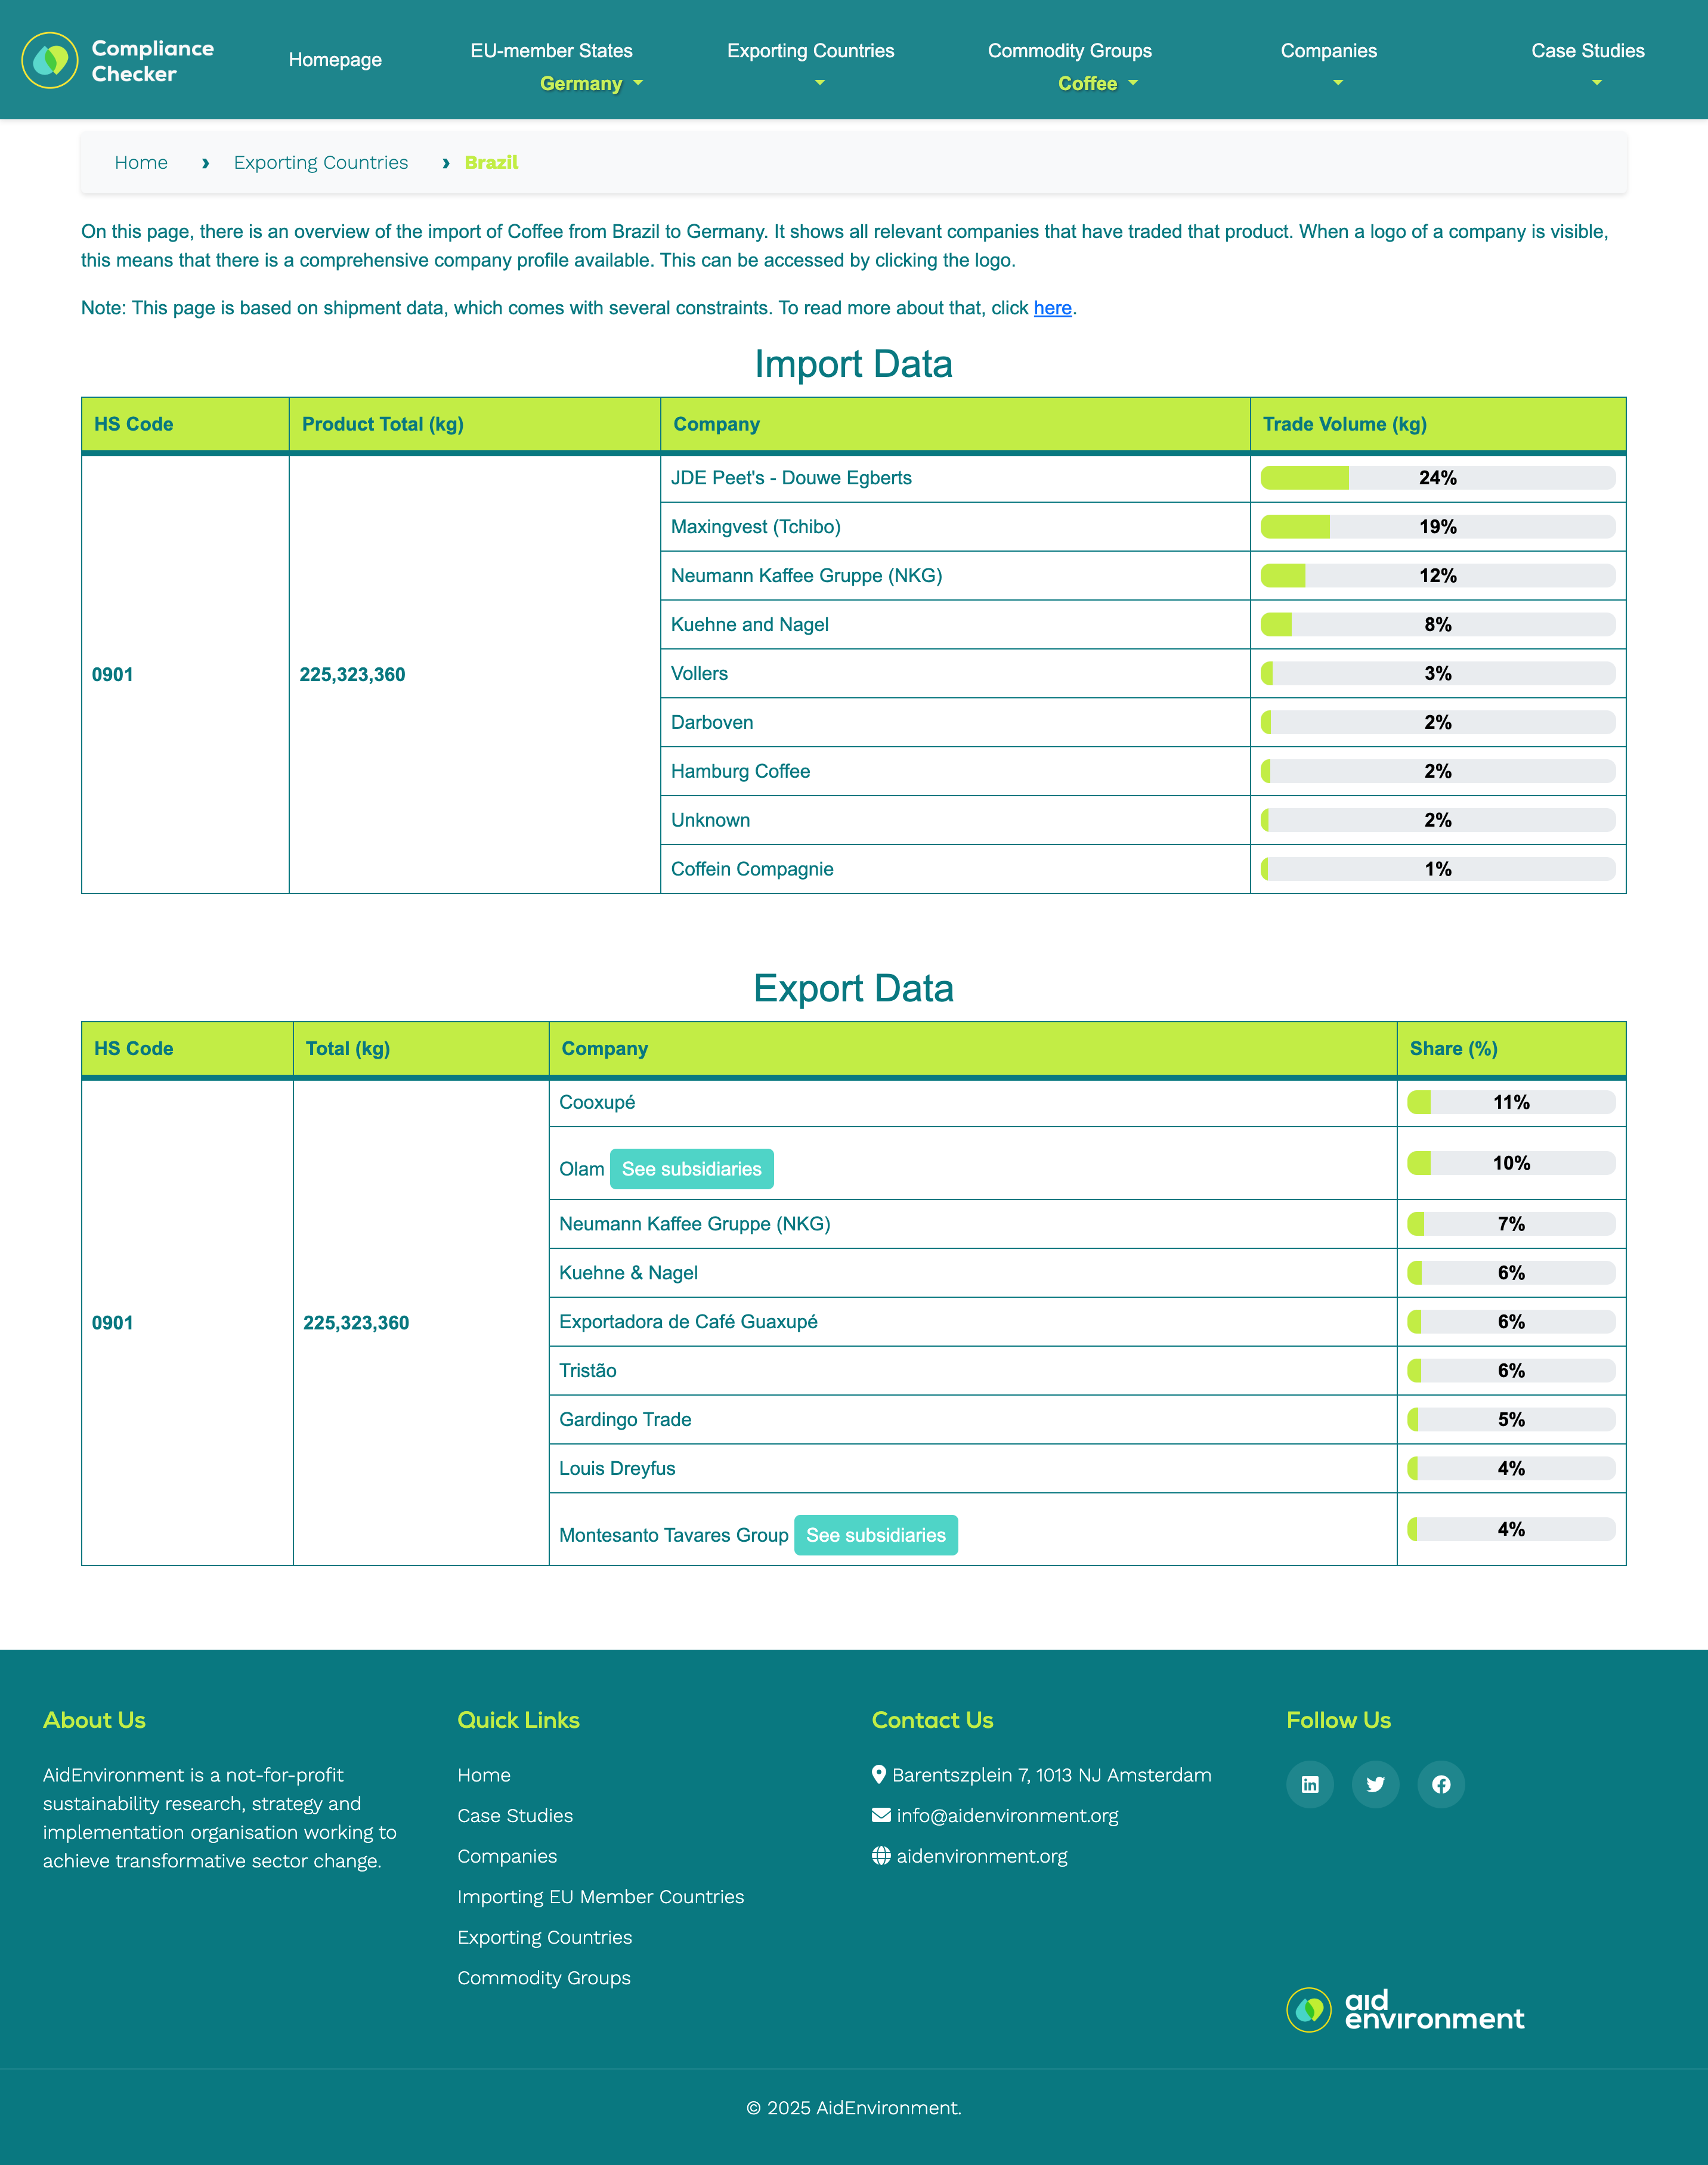 Compliance
Checker
Homepage
EU-member States
Germany
Exporting Countries
Commodity Groups
Coffee
Companies
Case Studies
Home › Exporting Countries › Brazil
On this page, there is an overview of the import of Coffee from Brazil to Germany. It shows all relevant companies that have traded that product. When a logo of a company is visible,
this means that there is a comprehensive company profile available. This can be accessed by clicking the logo.
Note: This page is based on shipment data, which comes with several constraints. To read more about that, click here.
Import Data
HS Code Product Total (kg) Company Trade Volume (kg)
0901 225,323,360
JDE Peet's - Douwe Egberts 24%
Maxingvest (Tchibo) 19%
Neumann Kaffee Gruppe (NKG) 12%
Kuehne and Nagel 8%
Vollers 3%
Darboven 2%
Hamburg Coffee 2%
Unknown 2%
Coffein Compagnie 1%
Export Data
HS Code Total (kg) Company Share (%)
0901 225,323,360
Cooxupé 11%
Olam See subsidiaries 10%
Neumann Kaffee Gruppe (NKG) 7%
Kuehne & Nagel 6%
Exportadora de Café Guaxupé 6%
Tristão 6%
Gardingo Trade 5%
Louis Dreyfus 4%
Montesanto Tavares Group See subsidiaries 4%
About Us
AidEnvironment is a not-for-profit
sustainability research, strategy and
implementation organisation working to
achieve transformative sector change.
Quick Links
Home
Case Studies
Companies
Importing EU Member Countries
Exporting Countries
Commodity Groups
Contact Us
Barentszplein 7, 1013 NJ Amsterdam
info@aidenvironment.org
aidenvironment.org
Follow Us
aid
environment
© 2025 AidEnvironment.